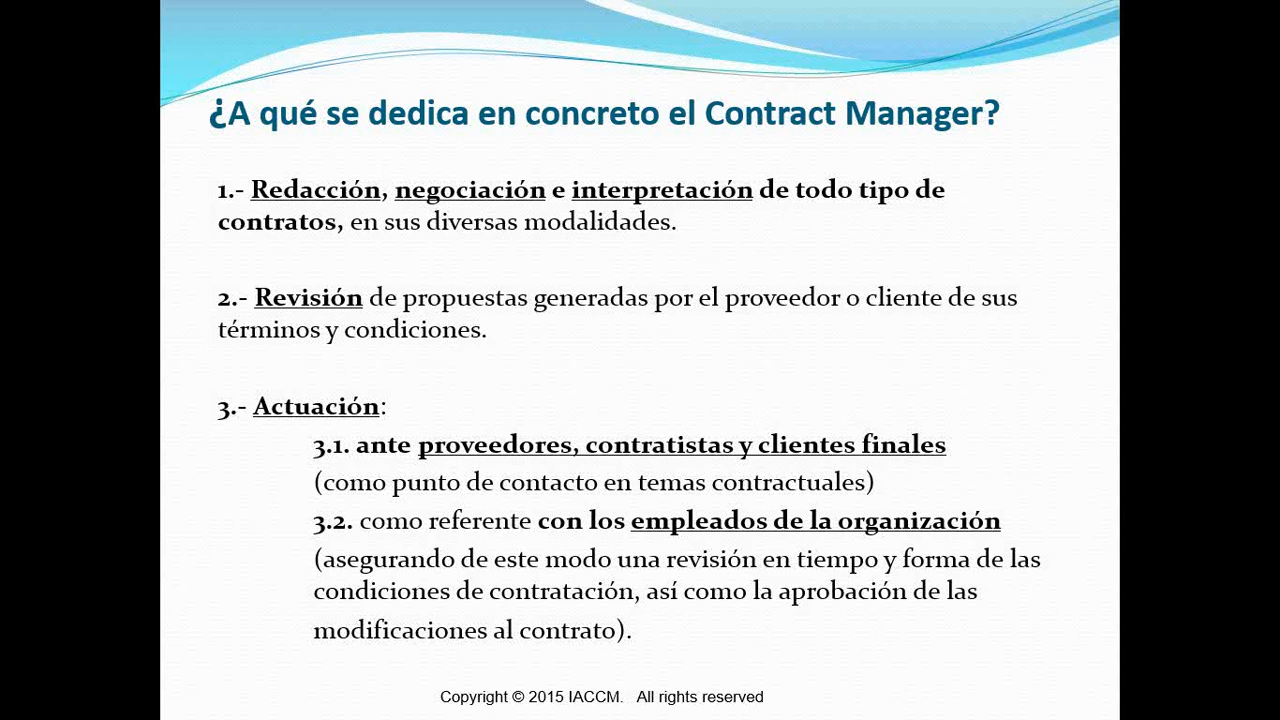 ¿A qué se dedica en concreto el Contract Manager?
1.- Redacción, negociación e interpretación de todo tipo de
contratos, en sus diversas modalidades.
2.- Revisión de propuestas generadas por el proveedor o cliente de sus
términos y condiciones.
3.- Actuación:
3.1. ante proveedores, contratistas y clientes finales
(como punto de contacto en temas contractuales)
3.2. como referente con los empleados de la organización
(asegurando de este modo una revisión en tiempo y forma de las
condiciones de contratación, así como la aprobación de las
modificaciones al contrato).
Copyright © 2015 IACCM. All rights reserved